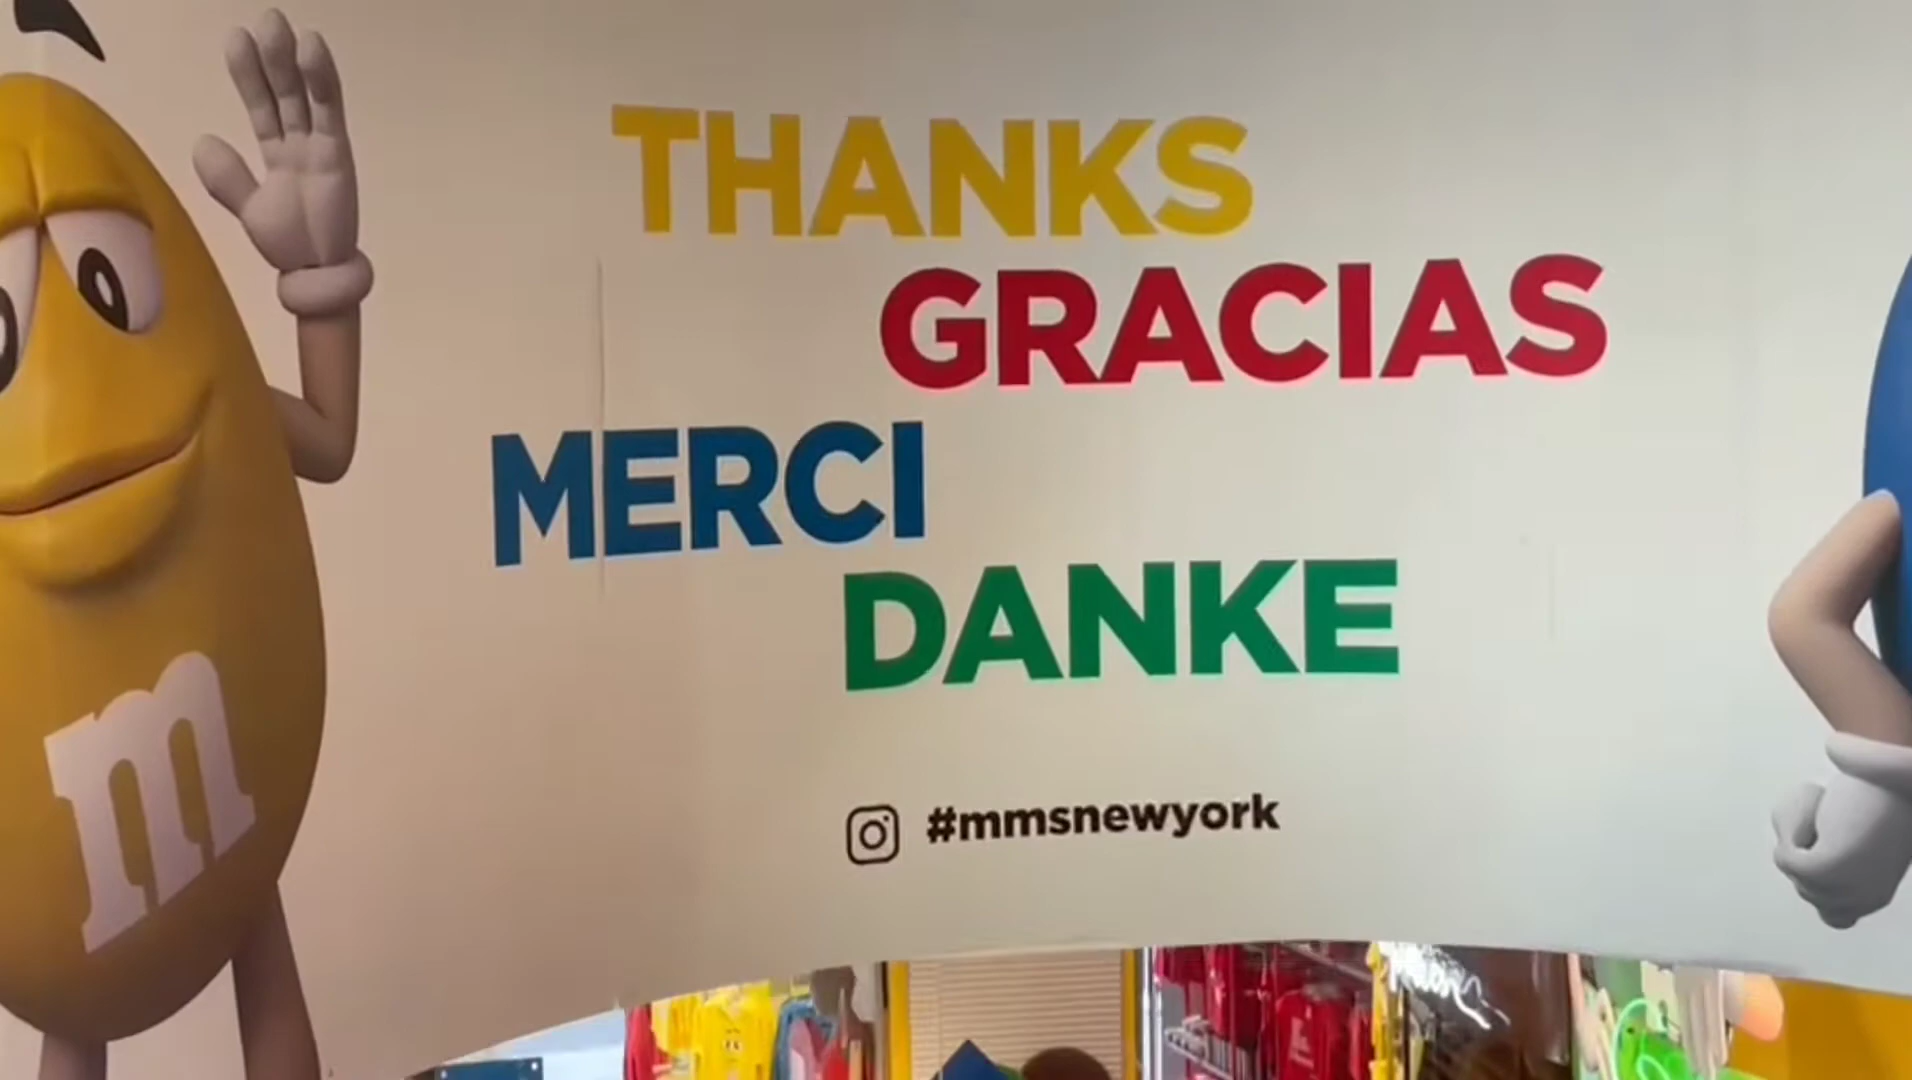 THANKS
GRACIAS
MERCI
DANKE
#mmsnewyork
m